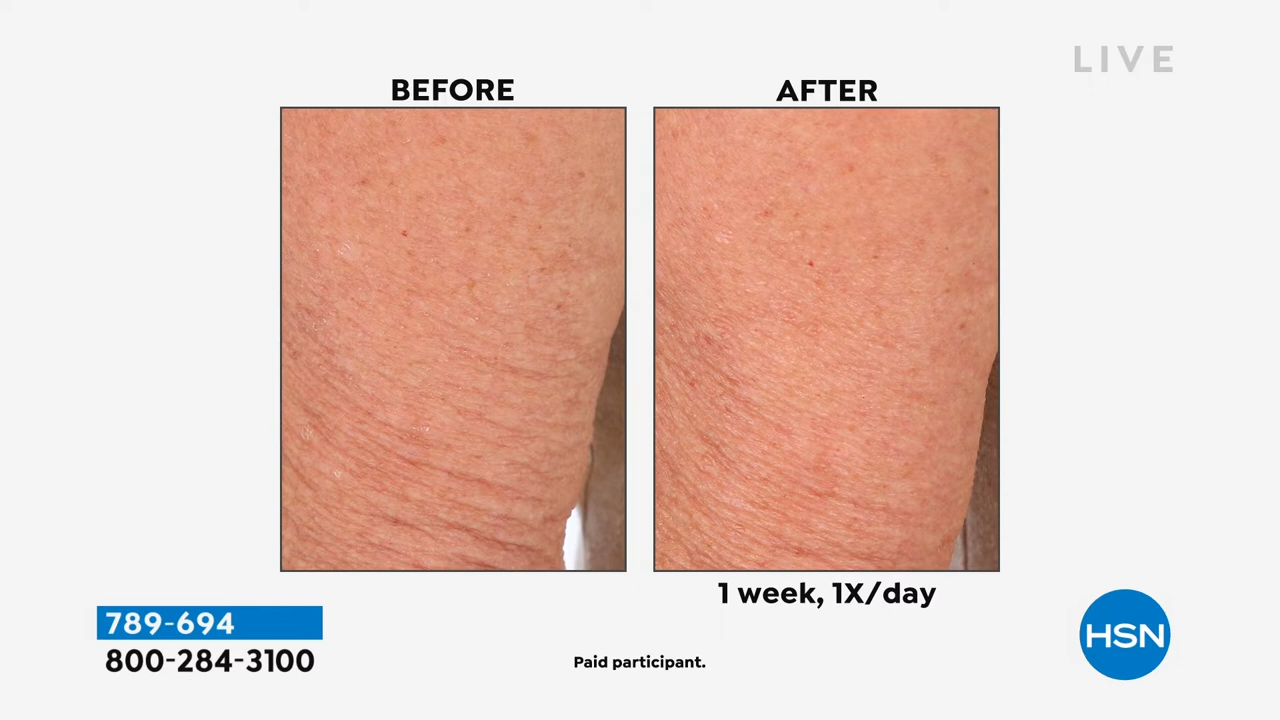 LIVE
BEFORE
AFTER
1 week, 1X/day
789-694
800-284-3100
Paid participant.
HSN